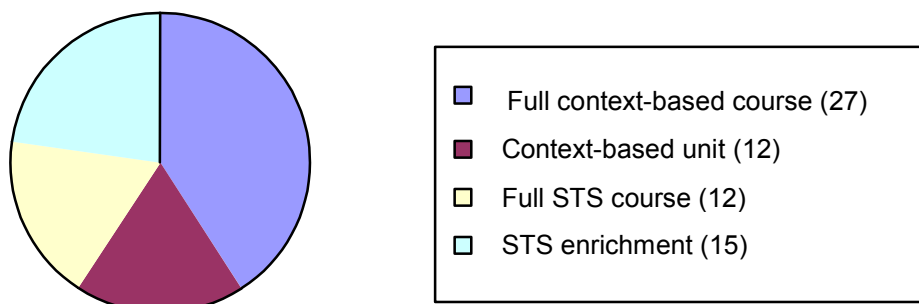 Full context-based course (27)
Context-based unit (12)
Full STS course (12)
STS enrichment (15)